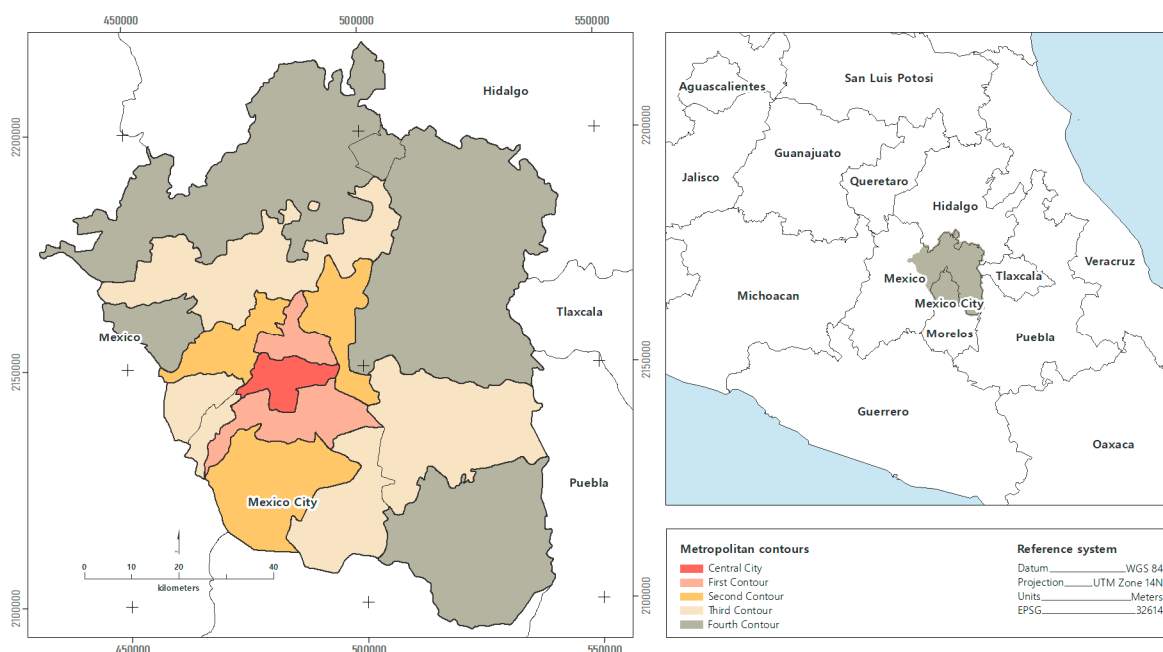 450000 500000 550000
2200000
2150000
2100000
Hidalgo
Tlaxcala
Mexico
Puebla
Mexico City
0 10 20 40
kilometers
450000 500000 550000
2200000
2150000
2100000
San Luis Potosi
Aguascalientes
Guanajuato
Jalisco
Queretaro
Hidalgo
Veracruz
Mexico
Tlaxcala
Michoacan
Mexico City
Morelos
Puebla
Guerrero
Oaxaca
Metropolitan contours
Central City
First Contour
Second Contour
Third Contour
Fourth Contour
Reference system
Datum WGS 84
Projection UTM Zone 14N
Units Meters
EPSG 32614